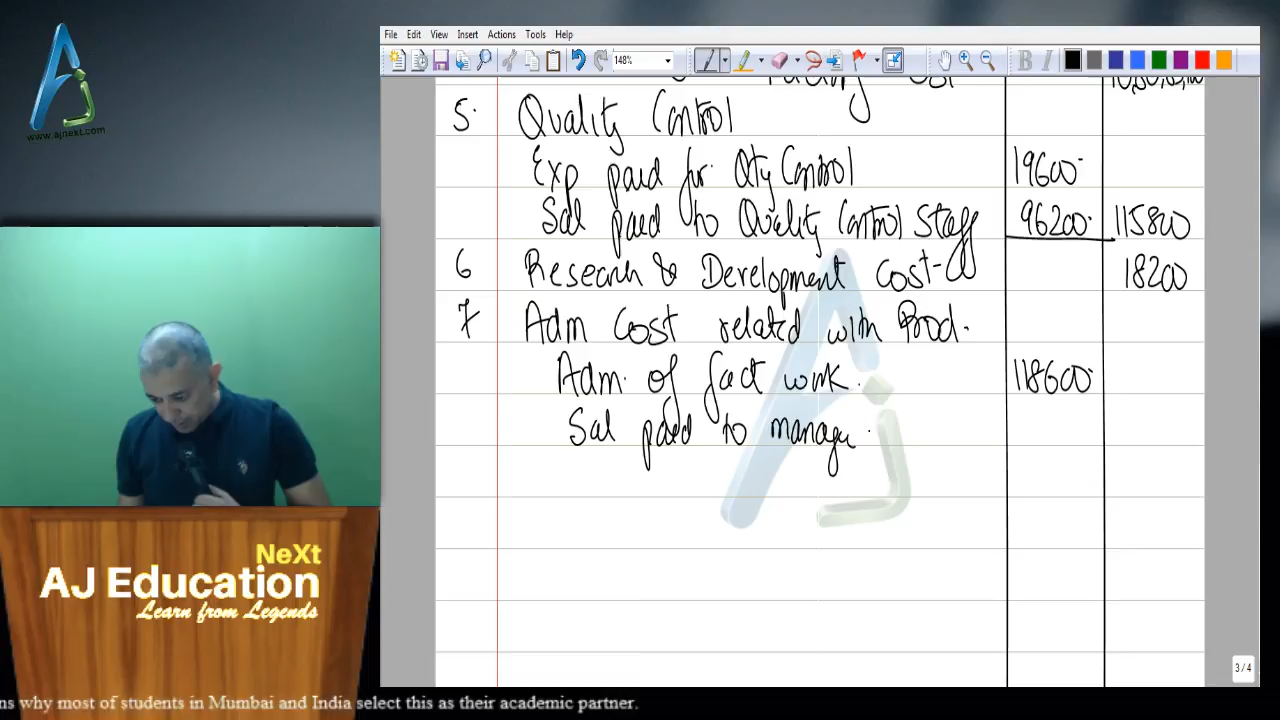 www.ajnext.com
File Edit View Insert Actions Tools Help
148%
B I
5. Quality Control
Exp paid for Qty Control 19600
Sal paid to Quality Control Staff 96200 115800
6 Research & Development Cost 18200
7 Adm Cost related with Prod.
Adm. of fact work. 118600
Sal paid to manager
NeXt
AJ Education
Learn from Legends
3/4
ns why most of students in Mumbai and India select this as their academic partner.